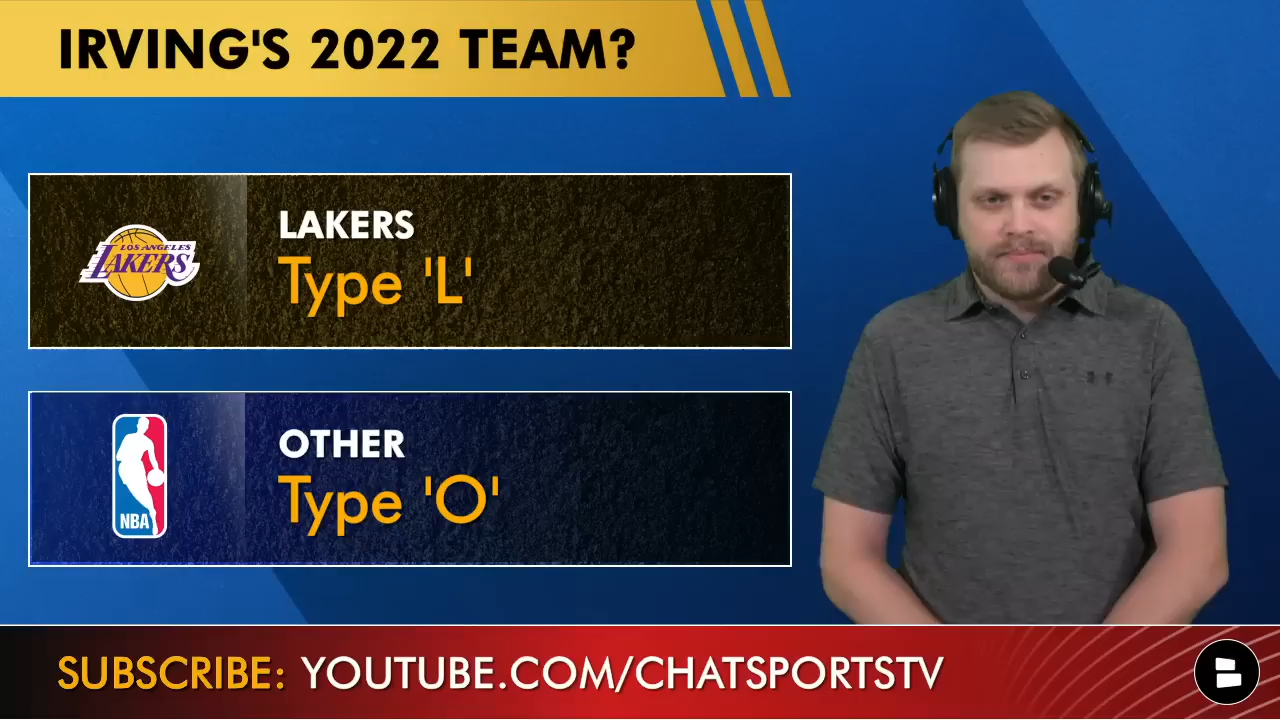 IRVING'S 2022 TEAM?
LOS ANGELES
LAKERS
LAKERS
Type 'L'
NBA
OTHER
Type 'O'
SUBSCRIBE: YOUTUBE.COM/CHATSPORTSTV